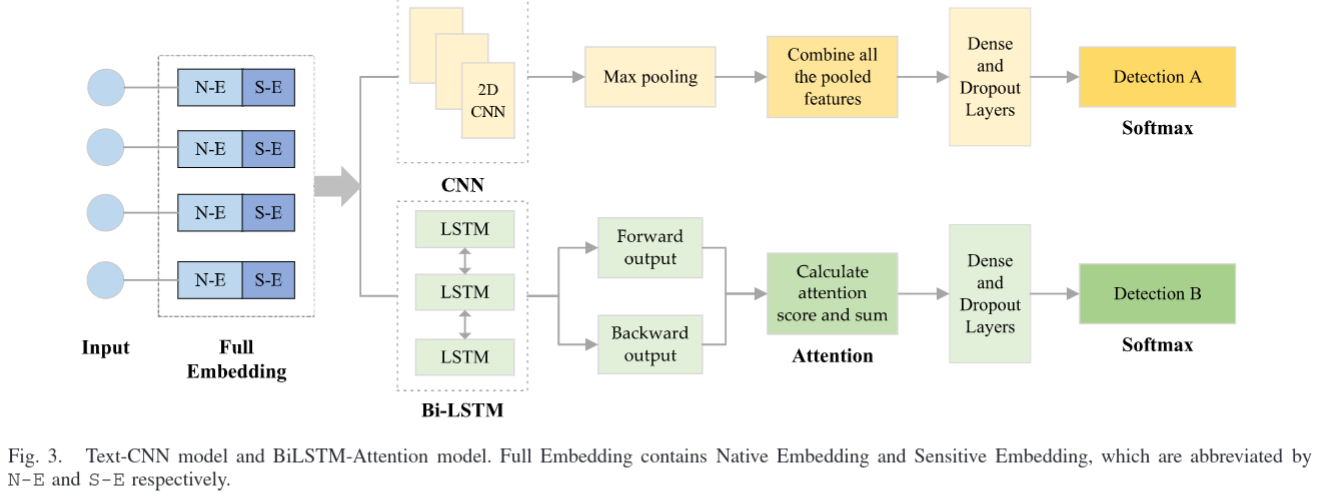 N-E S-E
N-E S-E
N-E S-E
N-E S-E
Input
Full
Embedding
2D
CNN
CNN
Max pooling
Combine all
the pooled
features
Dense
and
Dropout
Layers
Detection A
Softmax
LSTM
LSTM
LSTM
Bi-LSTM
Forward
output
Backward
output
Calculate
attention
score and sum
Attention
Dense
and
Dropout
Layers
Detection B
Softmax
Fig. 3. Text-CNN model and BiLSTM-Attention model. Full Embedding contains Native Embedding and Sensitive Embedding, which are abbreviated by
N-E and S-E respectively.